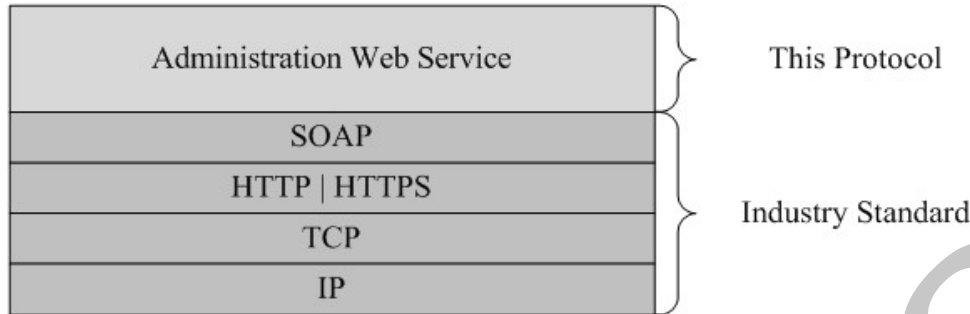 Administration Web Service
This Protocol
SOAP
HTTP | HTTPS
Industry Standard
TCP
IP